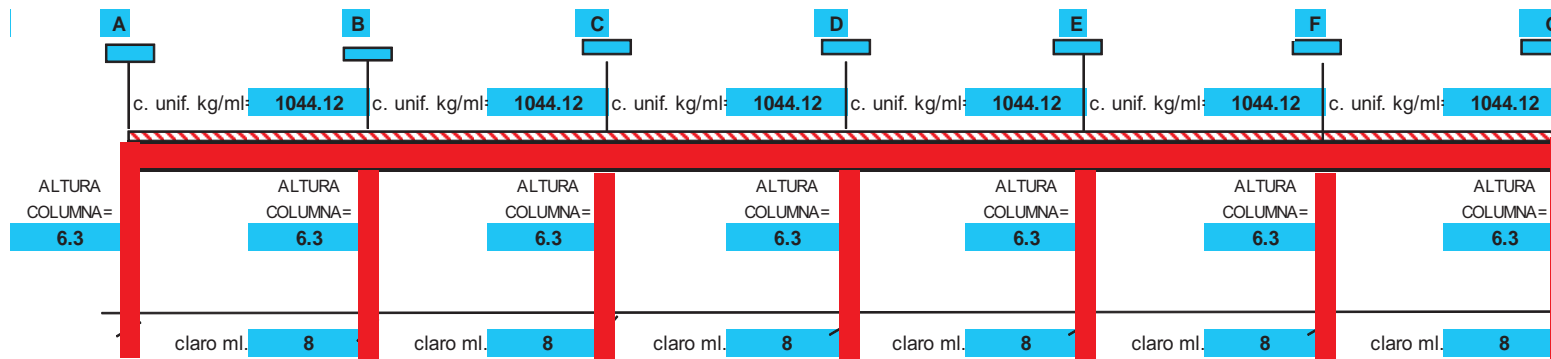 A B C D E F
c. unif. kg/ml= 1044.12 c. unif. kg/ml= 1044.12 c. unif. kg/ml= 1044.12 c. unif. kg/ml= 1044.12 c. unif. kg/ml= 1044.12 c. unif. kg/ml= 1044.12
ALTURA ALTURA ALTURA ALTURA ALTURA ALTURA ALTURA
COLUMNA= COLUMNA= COLUMNA= COLUMNA= COLUMNA= COLUMNA= COLUMNA=
6.3 6.3 6.3 6.3 6.3 6.3 6.3
claro ml. 8 claro ml. 8 claro ml. 8 claro ml. 8 claro ml. 8 claro ml. 8